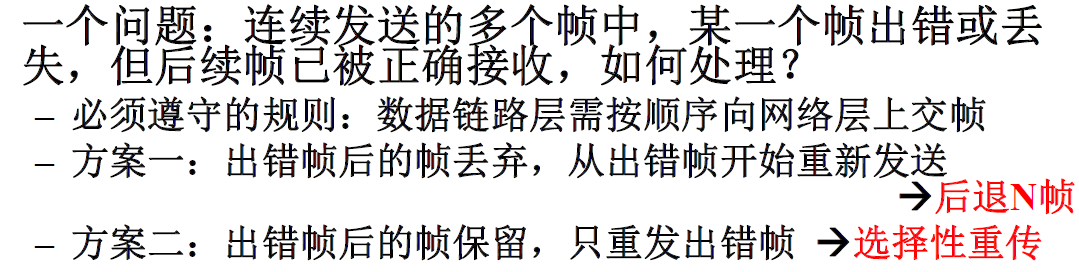 一个问题：连续发送的多个帧中，某一个帧出错或丢
失，但后续帧已被正确接收，如何处理？
– 必须遵守的规则：数据链路层需按顺序向网络层上交帧
– 方案一：出错帧后的帧丢弃，从出错帧开始重新发送
➔后退N帧
– 方案二：出错帧后的帧保留，只重发出错帧 ➔选择性重传